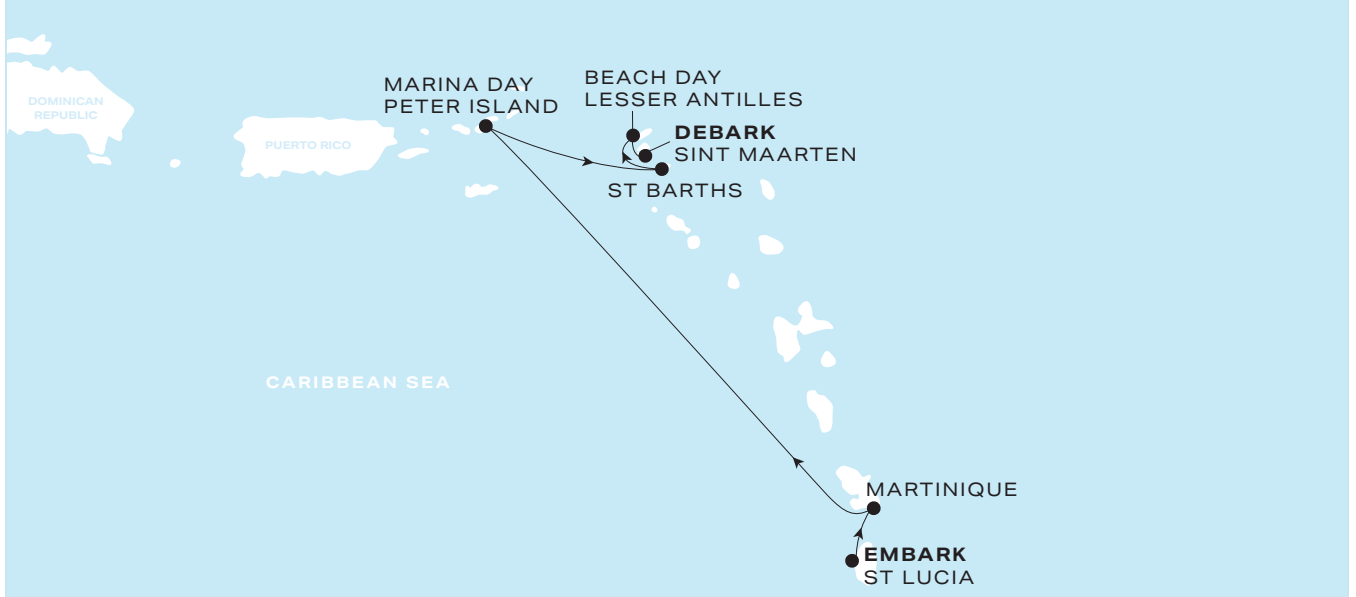 MARINA DAY
PETER ISLAND
BEACH DAY
LESSER ANTILLES
DOMINICAN
REPUBLIC
PUERTO RICO
DEBARK
SINT MAARTEN
ST BARTHS
CARIBBEAN SEA
MARTINIQUE
EMBARK
ST LUCIA